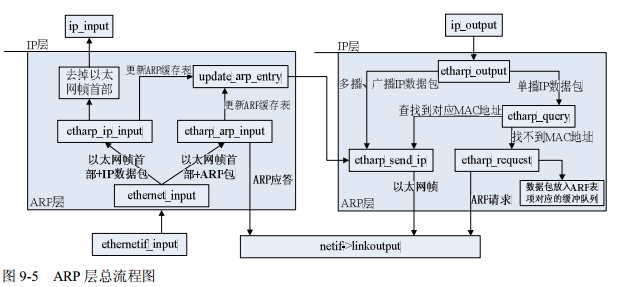 ip_input
ip_output
IP层
IP层
去掉以太
网帧首部
更新ARP缓存表
update_arp_entry
etharp_output
多播、
广播IP数据包
单播IP数据包
更新ARP缓存表
查找到对应MAC地址
etharp_query
etharp_ip_input
etharp_arp_input
找不到MAC地址
以太网帧首
部+IP数据包
以太网帧首
部+ARP包
etharp_send_ip
etharp_request
ARP应答
以太网帧
ARP请求
数据包放入ARP表
项对应的缓冲队列
ethernet_input
ARP层
ARP层
ethernetif_input
netif->linkoutput
图 9-5 ARP 层总流程图